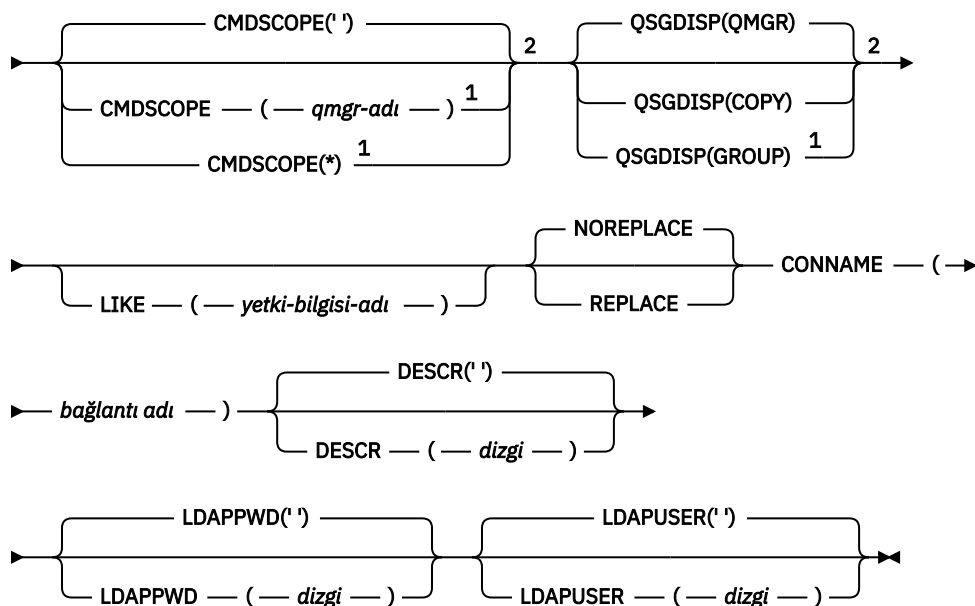 CMDSCOPE(' ') QSGDISP(QMGR)
2 2
CMDSCOPE ( qmgr-adı ) 1 QSGDISP(COPY)
CMDSCOPE(*) 1 QSGDISP(GROUP) 1
NOREPLACE
LIKE ( yetki-bilgisi-adı ) REPLACE CONNAME (
DESCR(' ')
bağlantı adı ) DESCR ( dizgi )
LDAPPWD(' ') LDAPUSER(' ')
LDAPPWD ( dizgi ) LDAPUSER ( dizgi )